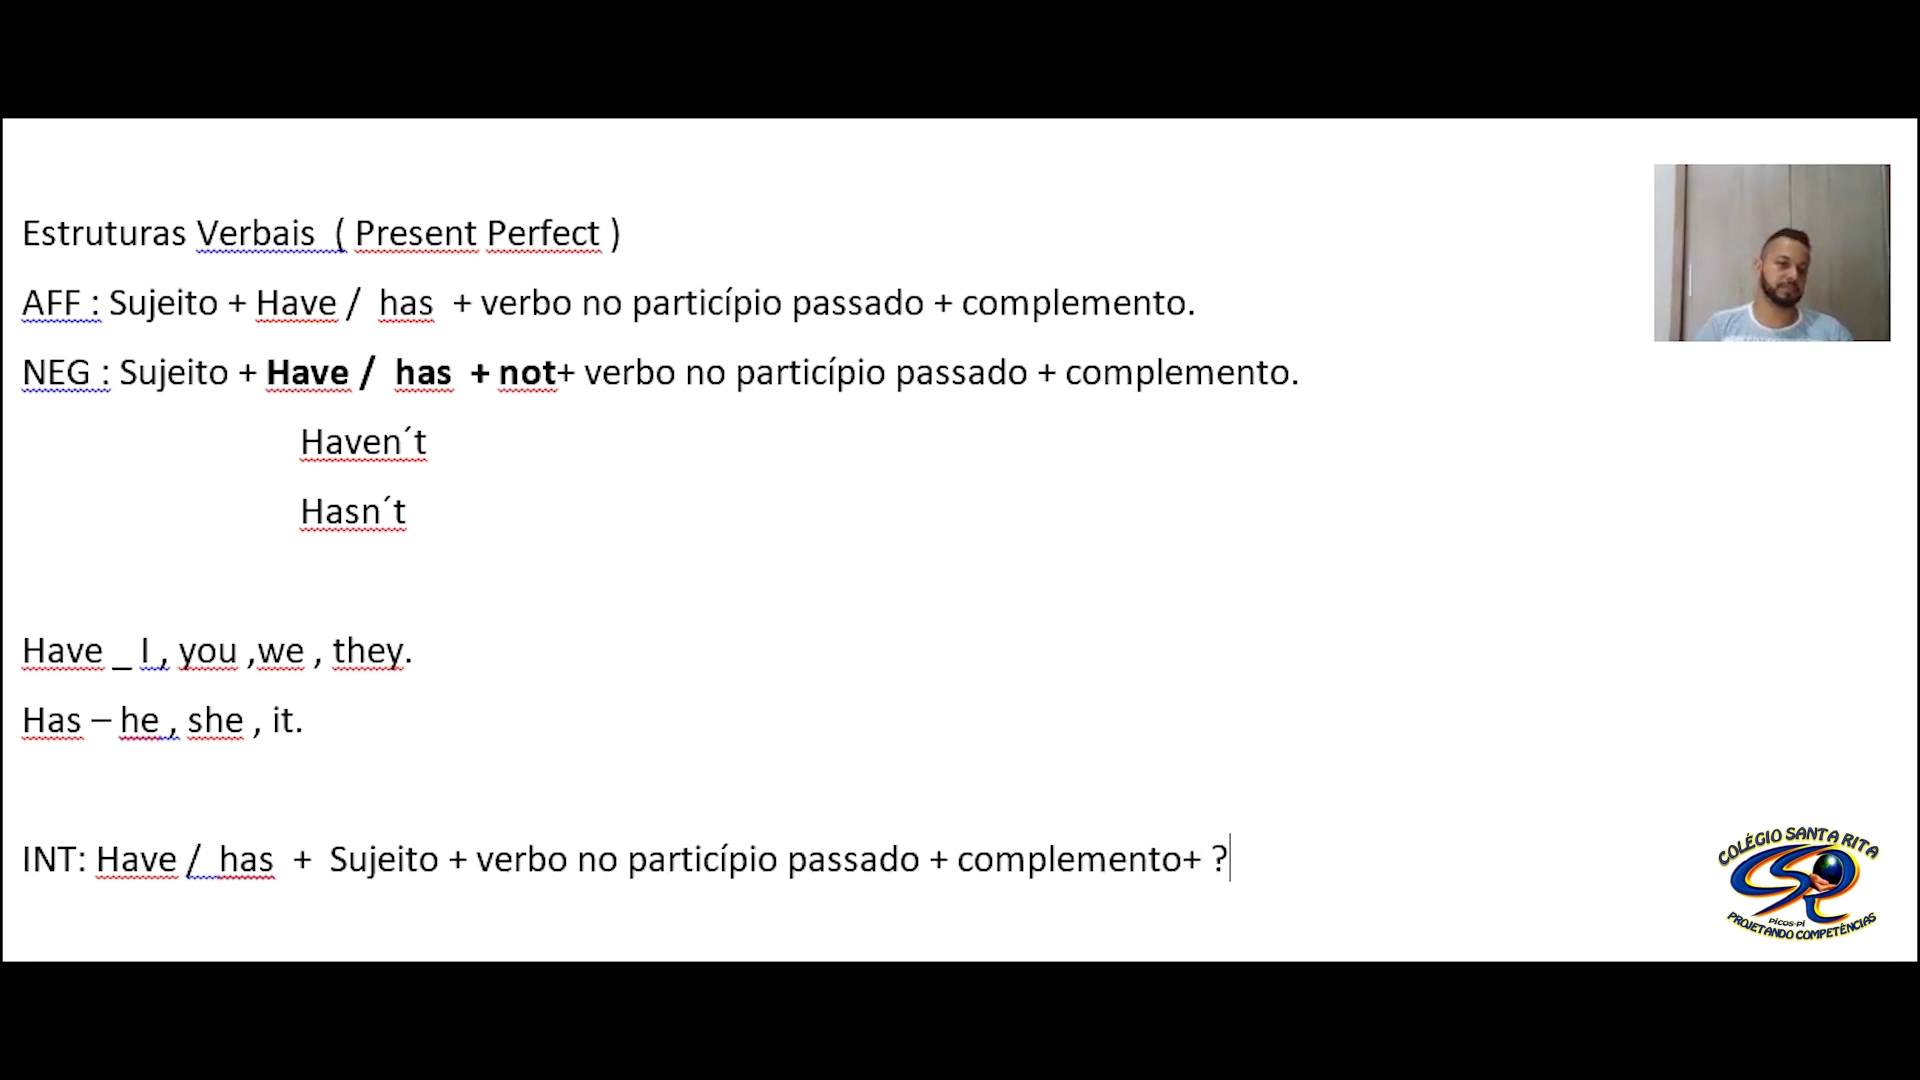 Estruturas Verbais  ( Present Perfect )
AFF : Sujeito + Have /  has  + verbo no particípio passado + complemento.
NEG : Sujeito + Have /  has  + not+ verbo no particípio passado + complemento.
Haven´t
Hasn´t
Have _ I , you ,we , they.
Has – he , she , it.
INT: Have /  has  +  Sujeito + verbo no particípio passado + complemento+ ?
COLÉGIO SANTA RITA
Picos-PI
PROJETANDO COMPETÊNCIAS